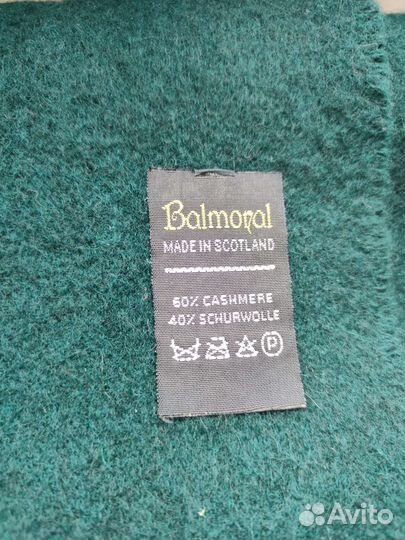 Balmoral
MADE IN SCOTLAND
60% CASHMERE
40% SCHURWOLLE
P
Avito